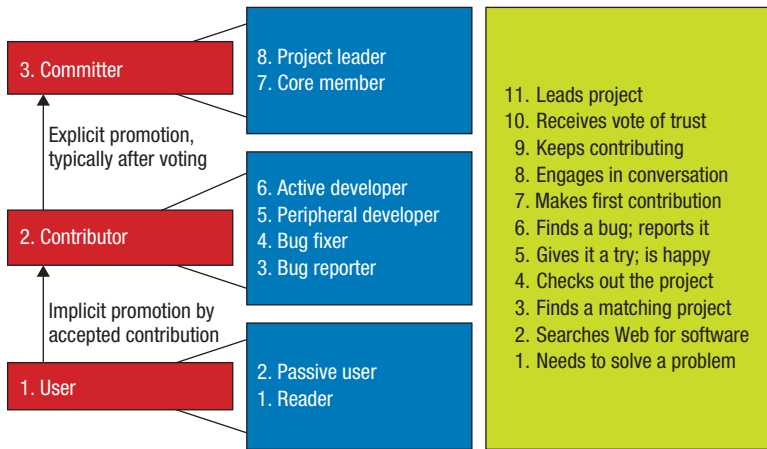 3. Committer
8. Project leader
7. Core member
Explicit promotion,
typically after voting
2. Contributor
6. Active developer
5. Peripheral developer
4. Bug fixer
3. Bug reporter
Implicit promotion by
accepted contribution
1. User
2. Passive user
1. Reader
11. Leads project
10. Receives vote of trust
9. Keeps contributing
8. Engages in conversation
7. Makes first contribution
6. Finds a bug; reports it
5. Gives it a try; is happy
4. Checks out the project
3. Finds a matching project
2. Searches Web for software
1. Needs to solve a problem